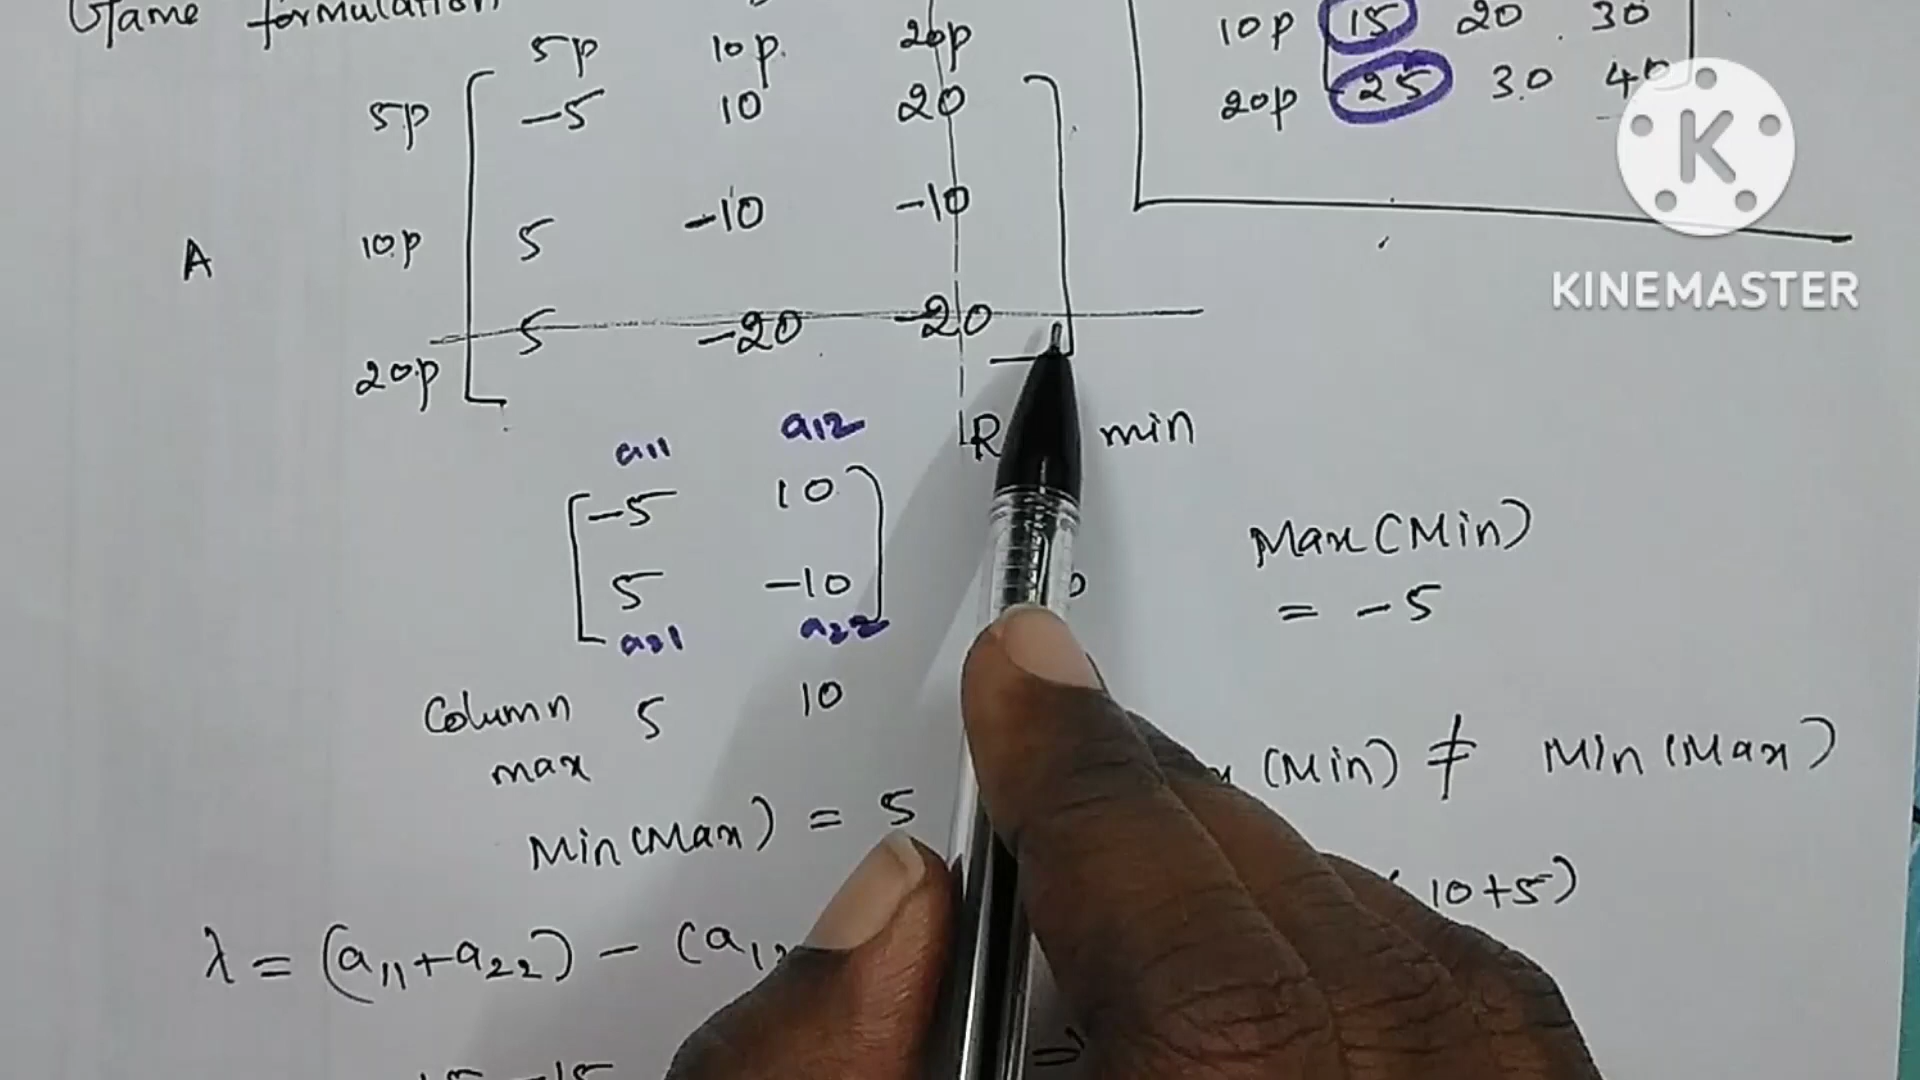 Game formulation
5p 10p. 20p
5p -5 10 20
A 10p 5 -10 -10
20p 5 -20 -20
10p 15 20 30
20p 25 30 40
KINEMASTER
min
a11 a12
-5 10
5 -10
a21 a22
Max (Min)
= -5
Column 5 10
max
(Min) ≠ Min (Max)
Min (Max) = 5
10+5)
λ = (a11+a22) - (a12